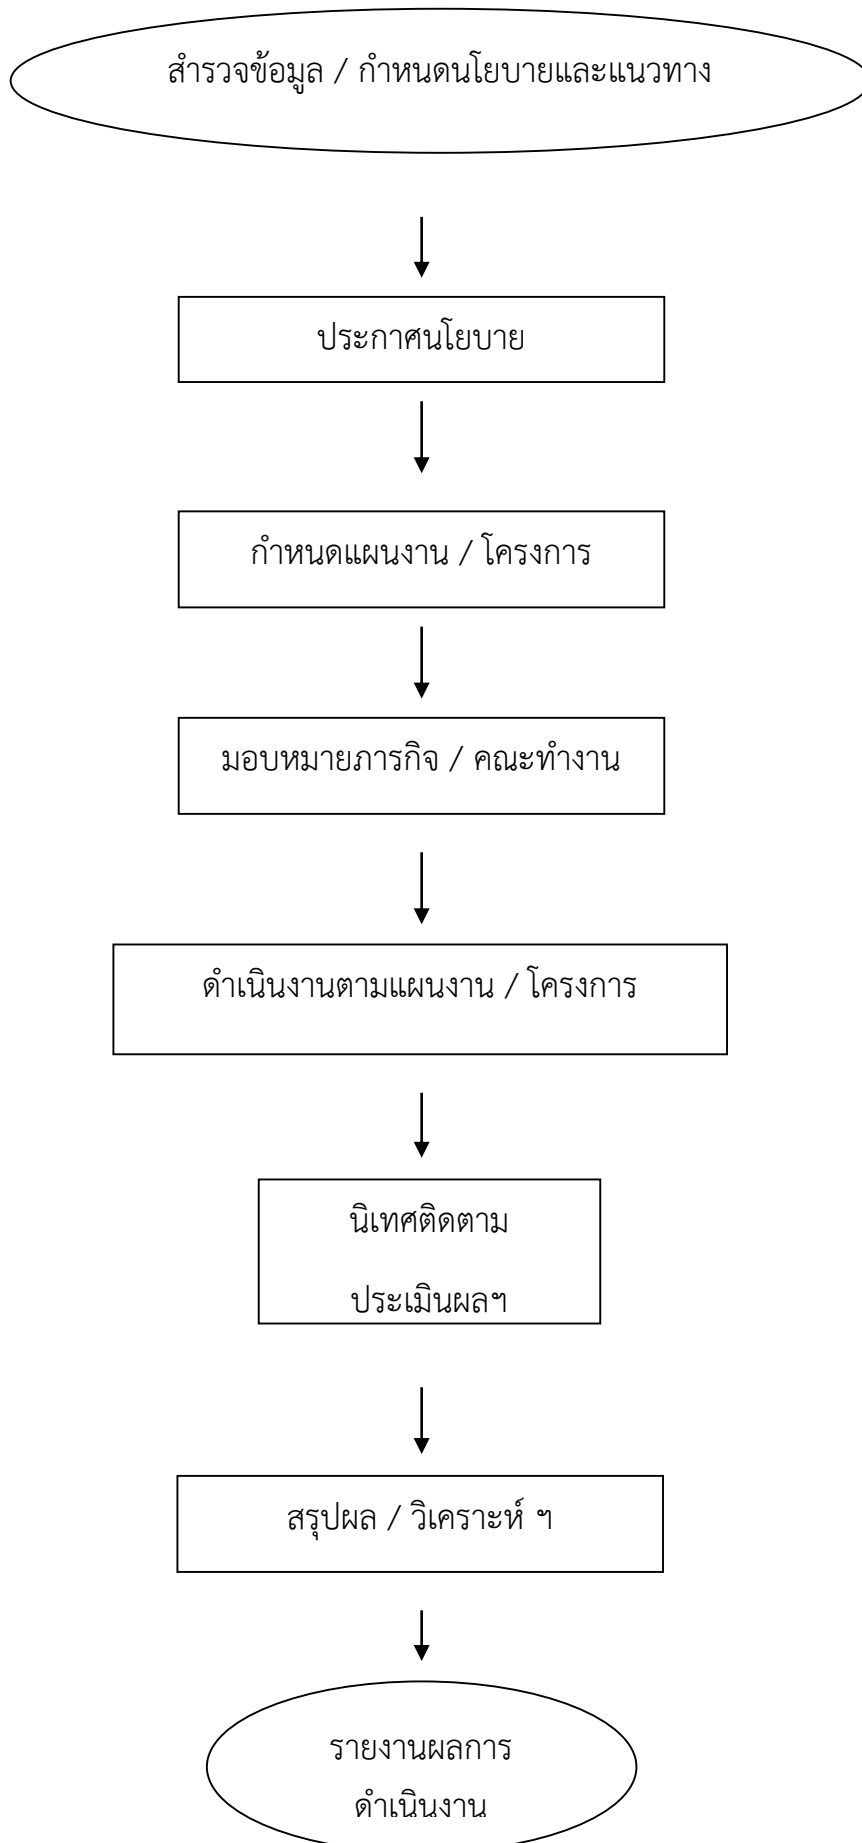 สำรวจข้อมูล / กำหนดนโยบายและแนวทาง
ประกาศนโยบาย
กำหนดแผนงาน / โครงการ
มอบหมายภารกิจ / คณะทำงาน
ดำเนินงานตามแผนงาน / โครงการ
นิเทศติดตาม
ประเมินผลฯ
สรุปผล / วิเคราะห์ ฯ
รายงานผลการ
ดำเนินงาน